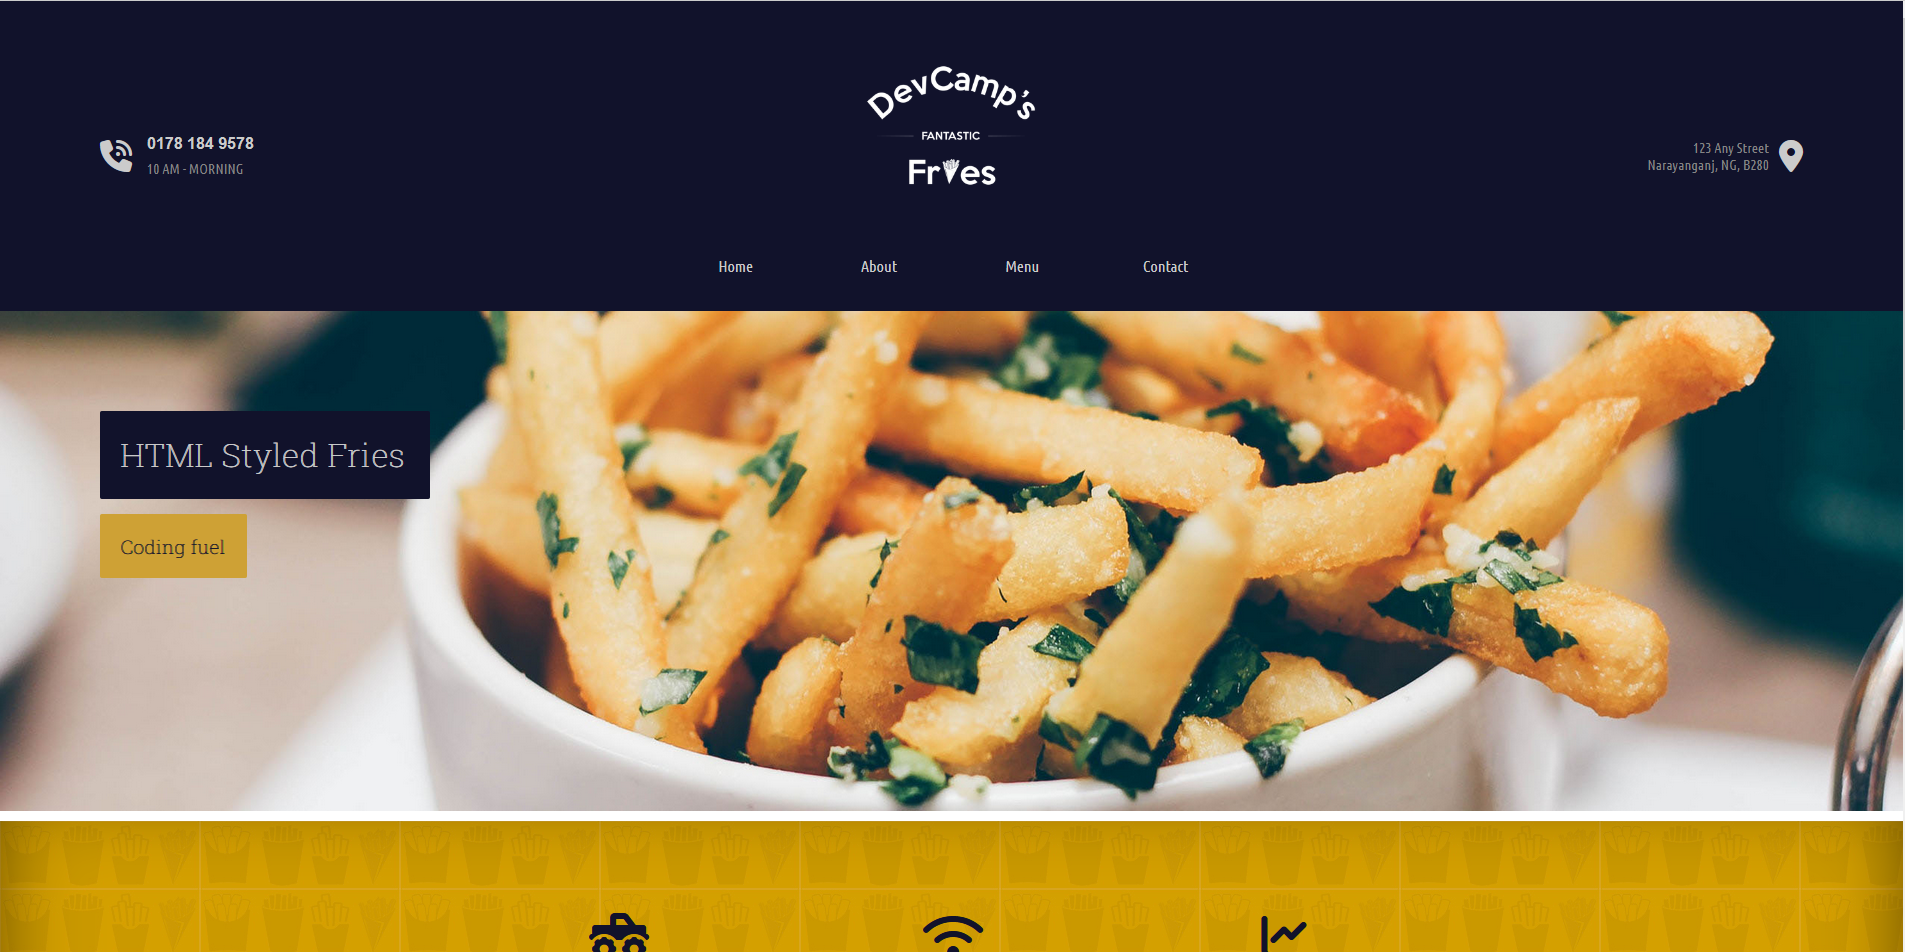 DevCamp's
FANTASTIC
Fries
0178 184 9578
10 AM - MORNING
123 Any Street
Narayanganj, NG, B280
Home
About
Menu
Contact
HTML Styled Fries
Coding fuel